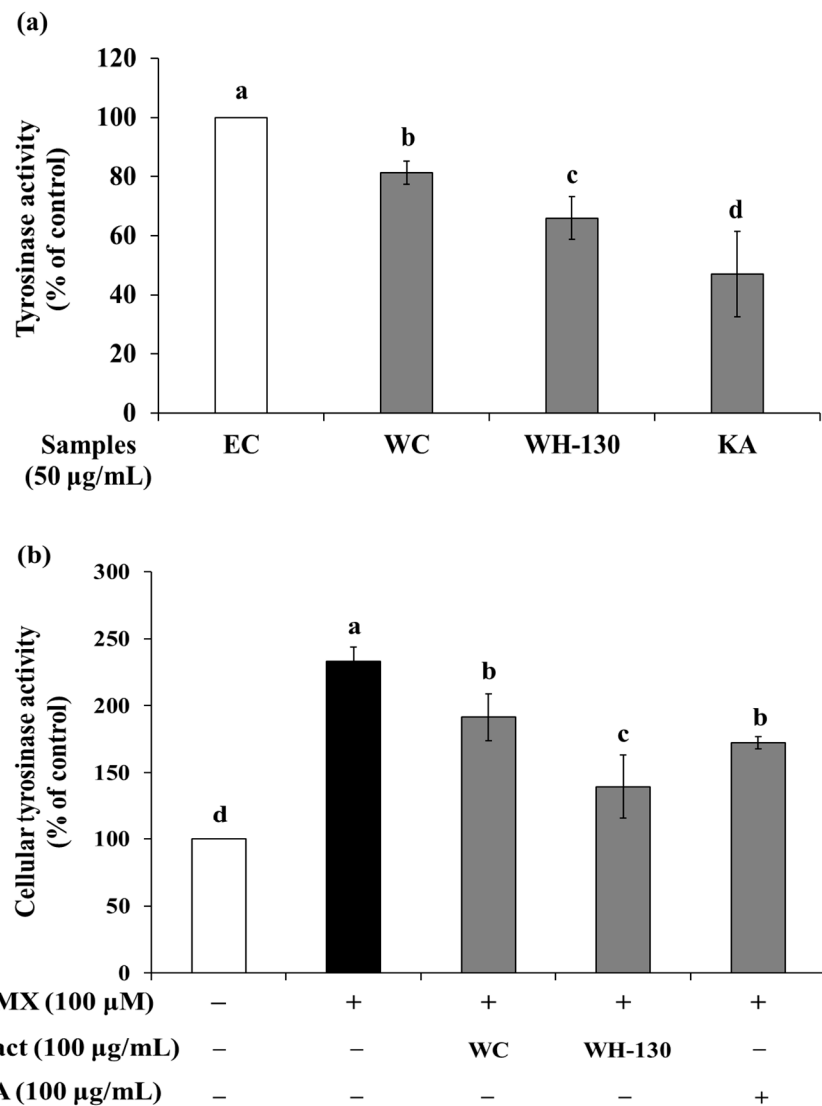 (a)
120
100
80
60
40
20
0
Tyrosinase activity
(% of control)
a
b
c
d
Samples
(50 µg/mL)
EC WC WH-130 KA
(b)
300
250
200
150
100
50
0
Cellular tyrosinase activity
(% of control)
d
a
b
c
b
MX (100 µM) – + + + +
act (100 µg/mL) – – WC WH-130 –
A (100 µg/mL) – – – – +